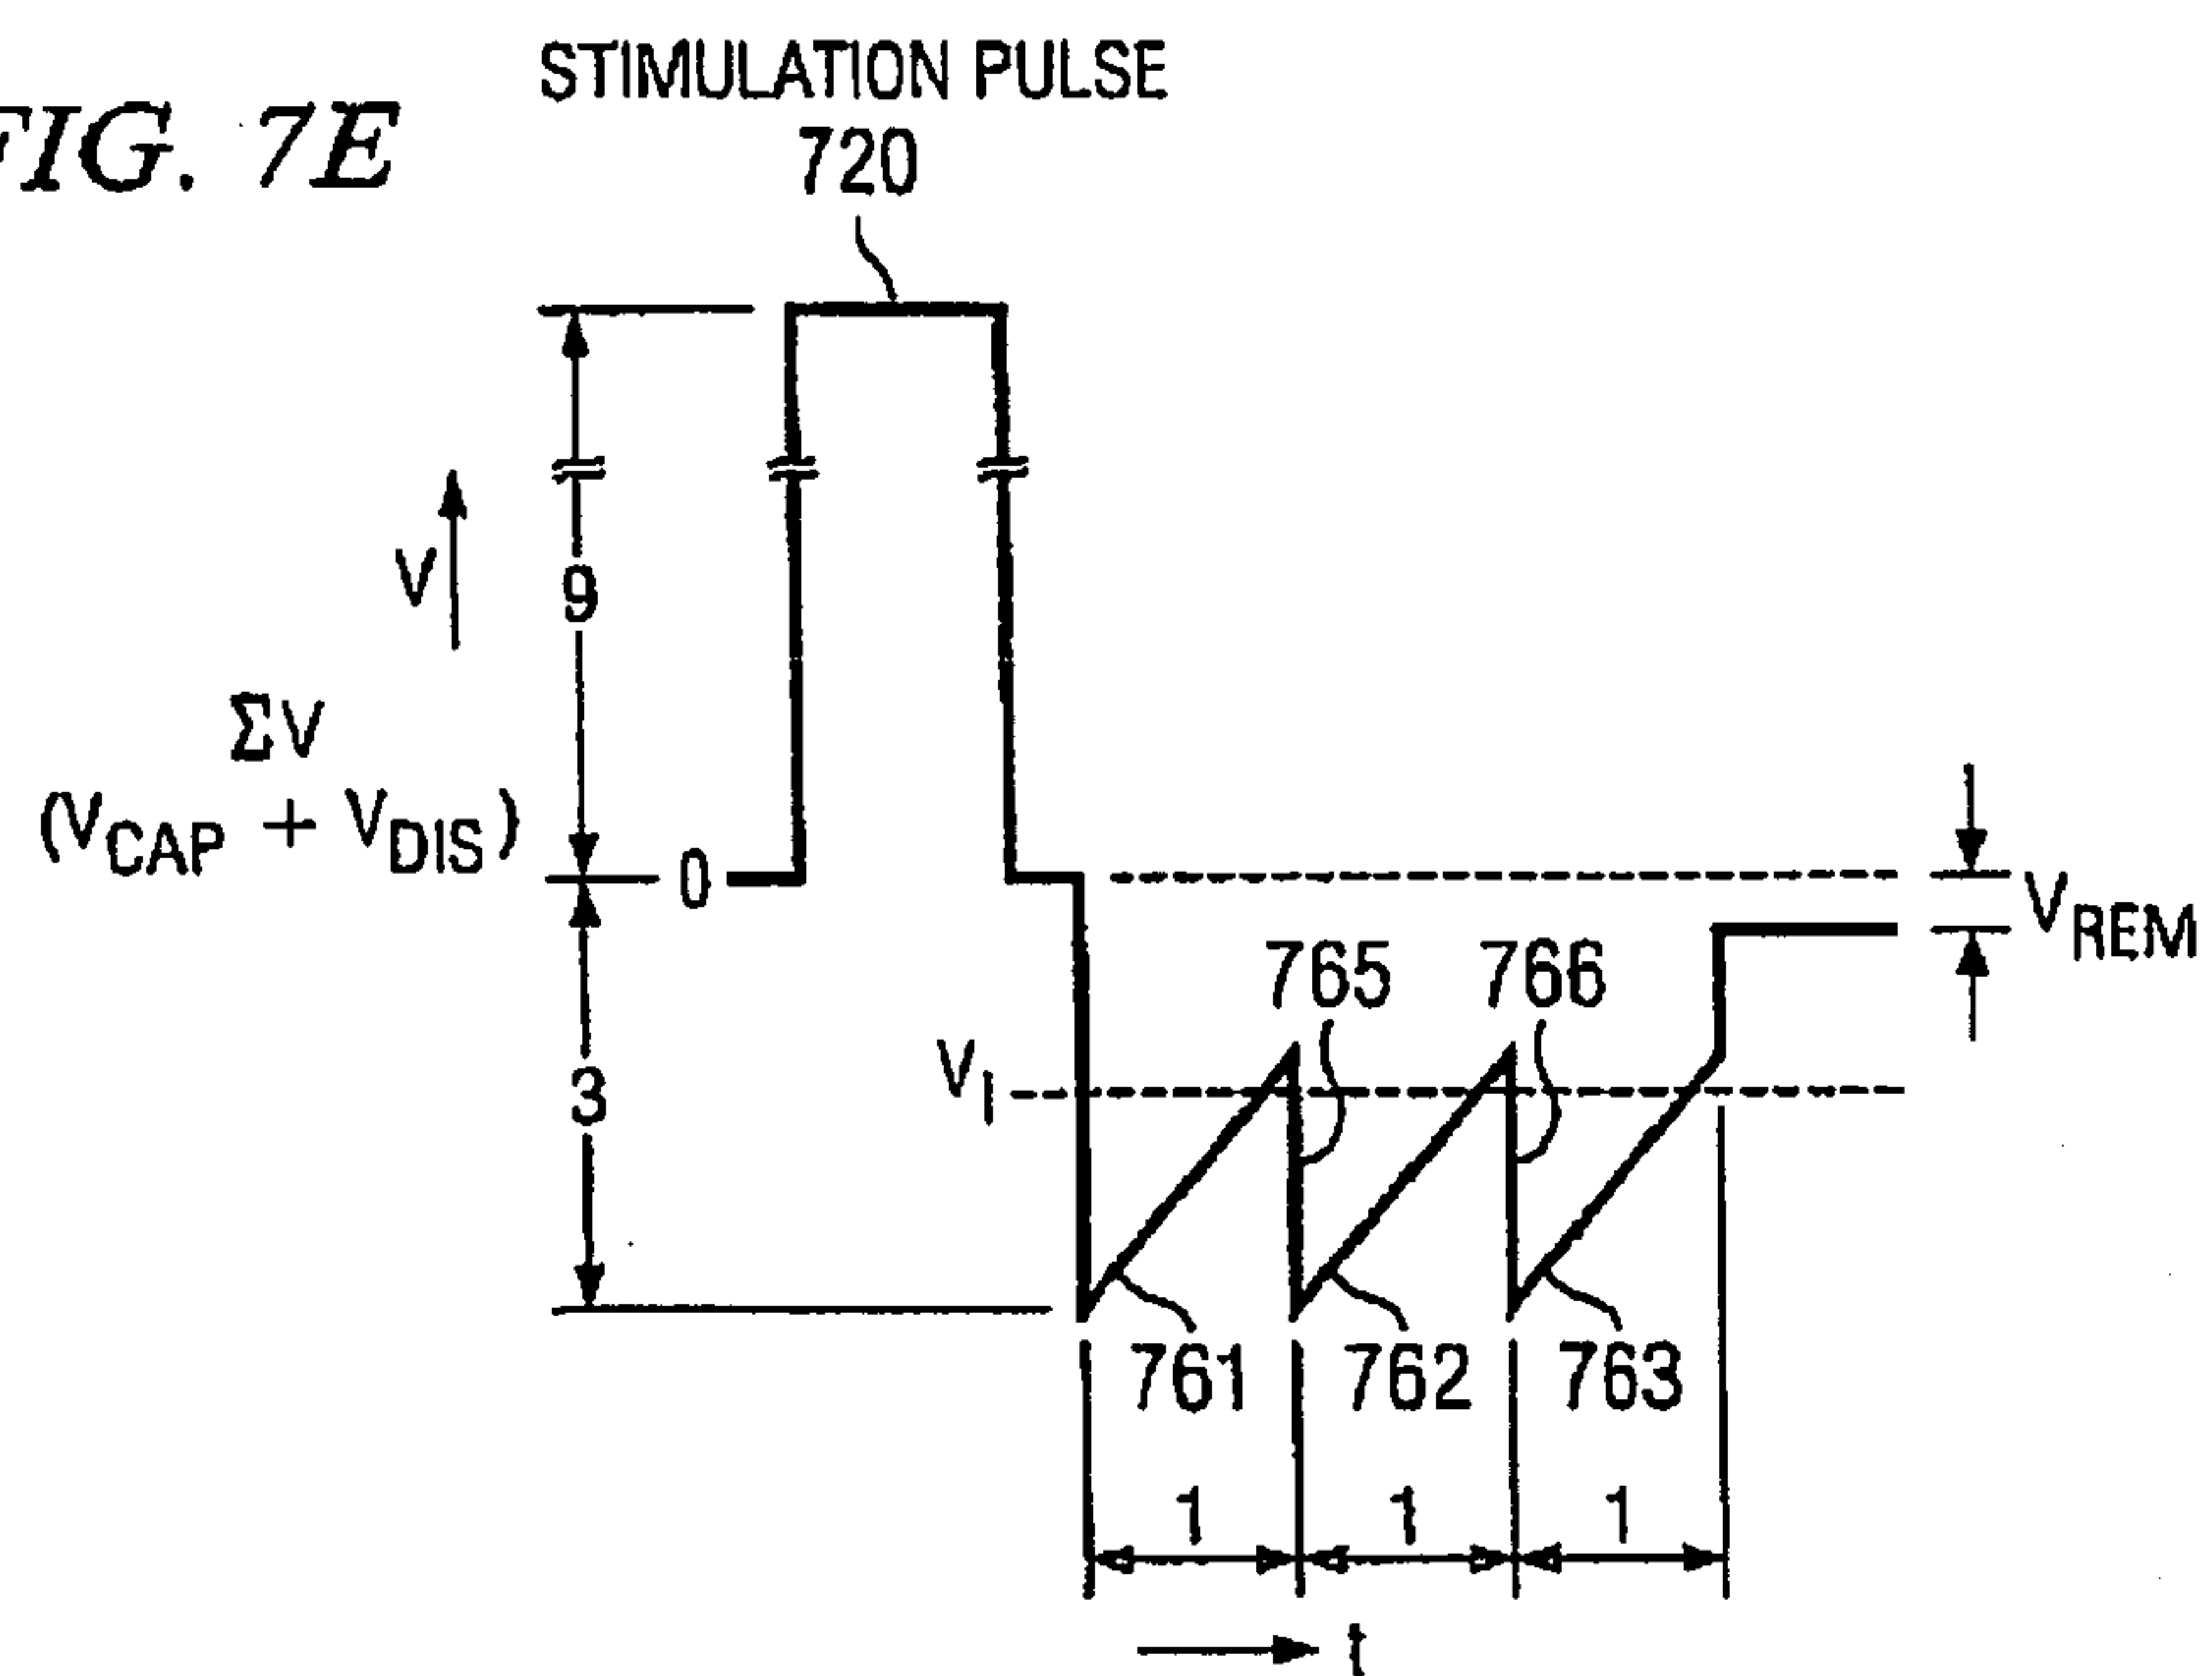 FIG. 7E
STIMULATION PULSE
720
V
9
ΣV
(VCAP + VDIS)
0
VREM
765 766
V1
3
761 762 763
1 1 1
t